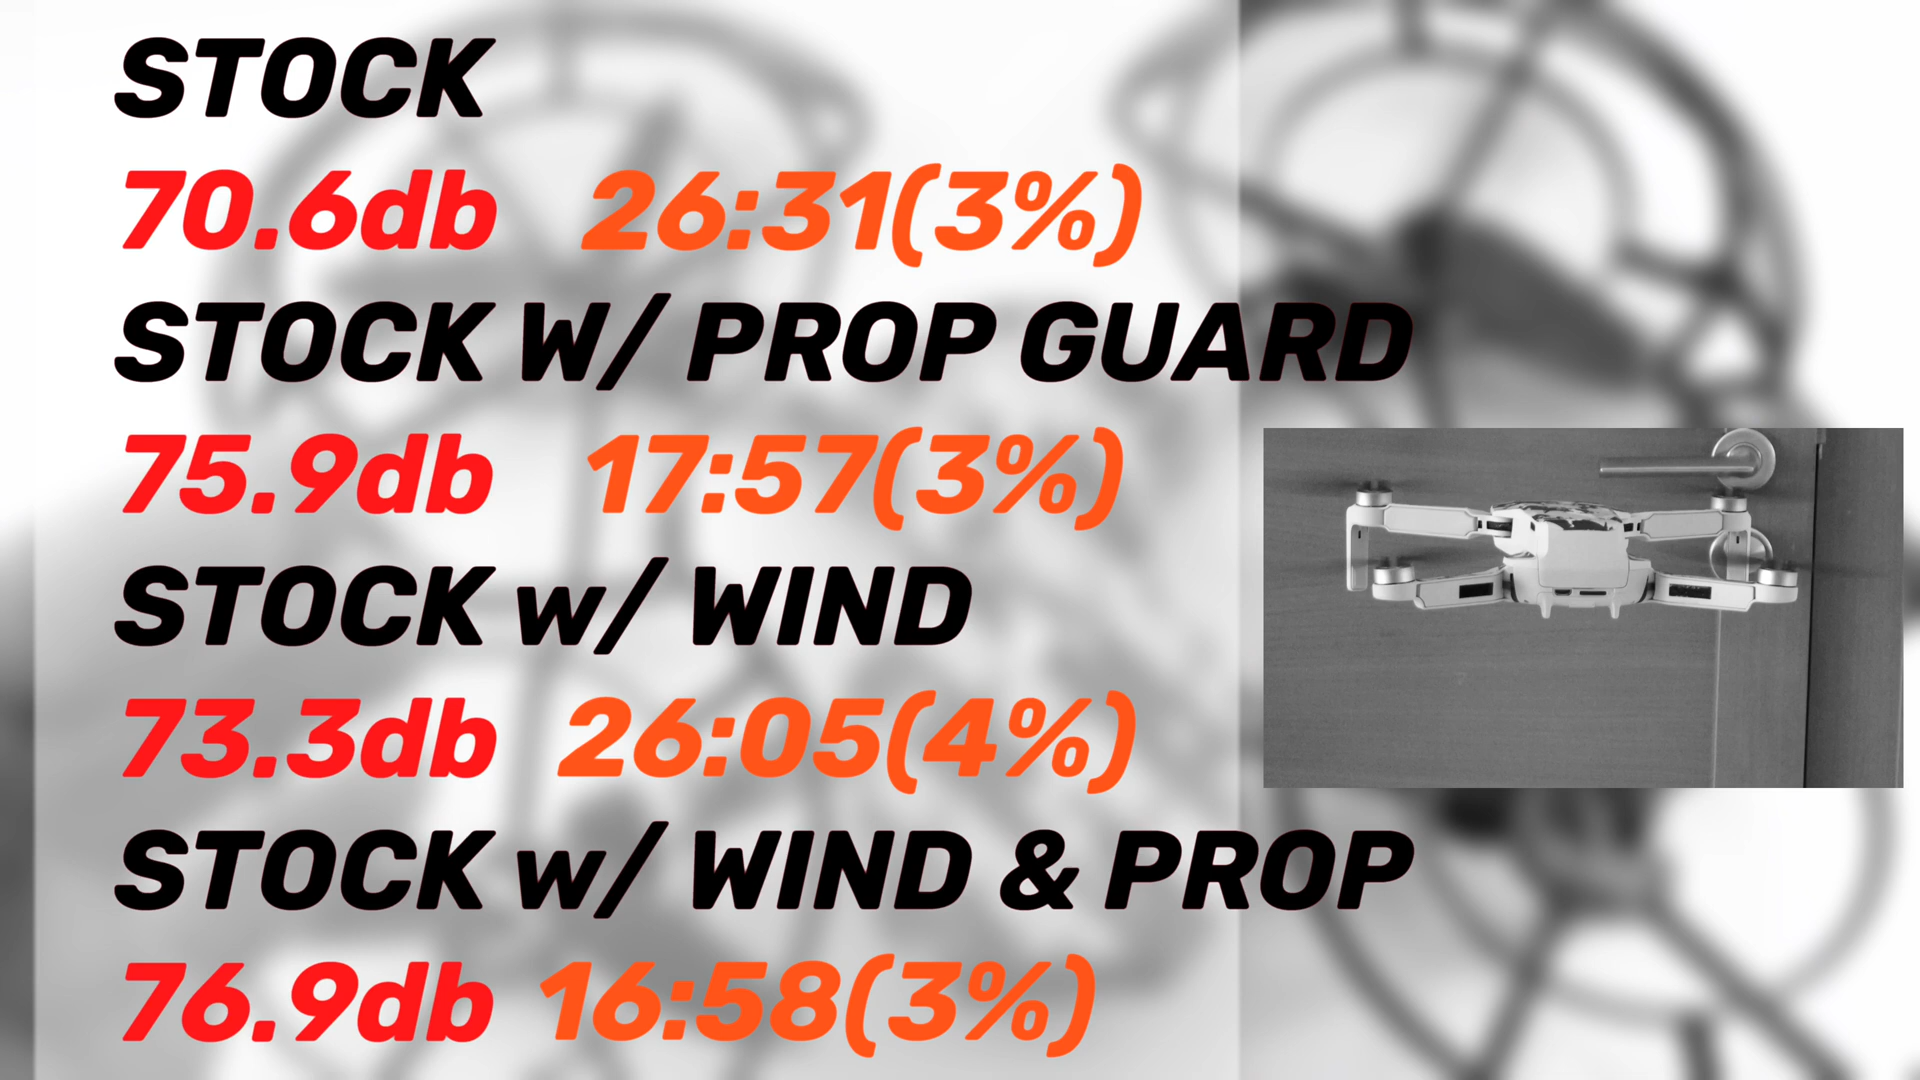 STOCK
70.6db 26:31(3%)
STOCK W/ PROP GUARD
75.9db 17:57(3%)
STOCK w/ WIND
73.3db 26:05(4%)
STOCK w/ WIND & PROP
76.9db 16:58(3%)